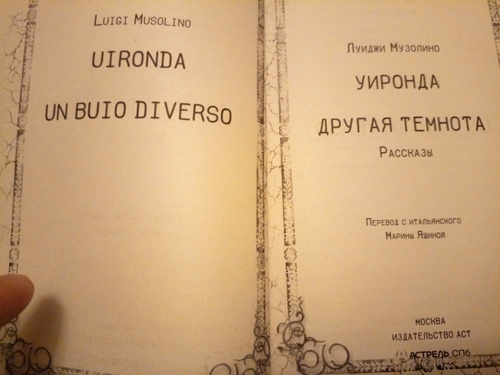 Luigi Musolino
UIRONDA
UN BUIO DIVERSO
Луиджи Музолино
УИРОНДА
ДРУГАЯ ТЕМНОТА
Рассказы
Перевод с итальянского
Марины Яшиной
МОСКВА
ИЗДАТЕЛЬСТВО АСТ
АСТРЕЛЬ СПб